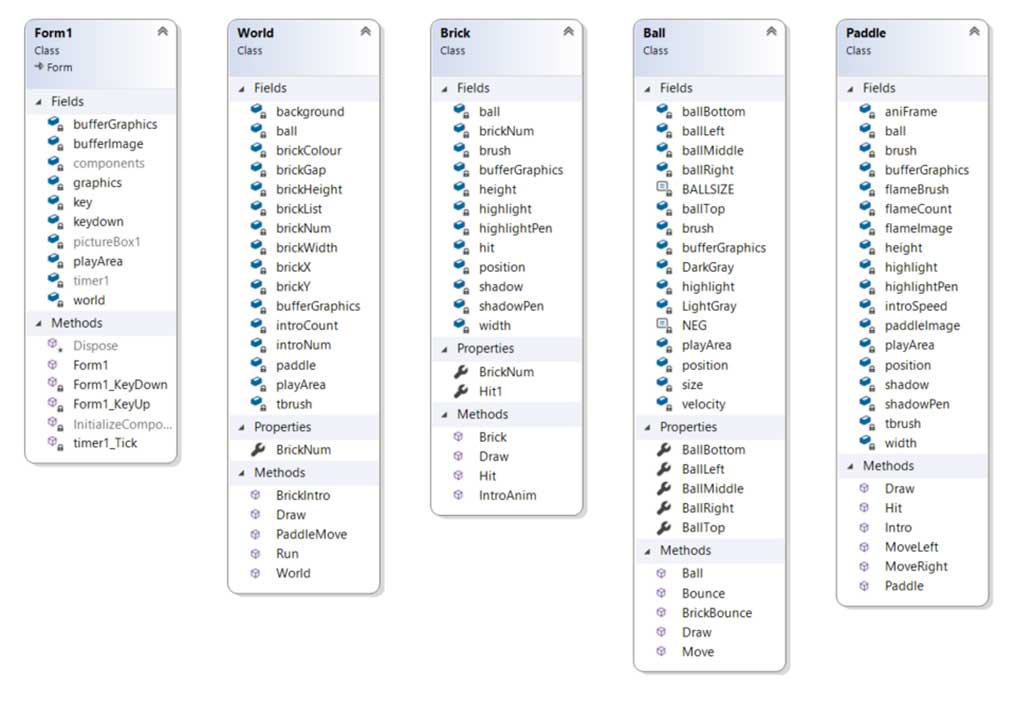 Form1
Class
Form
Fields
bufferGraphics
bufferImage
components
graphics
key
keydown
pictureBox1
playArea
timer1
world
Methods
Dispose
Form1
Form1_KeyDown
Form1_KeyUp
InitializeCompo...
timer1_Tick
World
Class
Fields
background
ball
brickColour
brickGap
brickHeight
brickList
brickNum
brickWidth
brickX
brickY
bufferGraphics
introCount
introNum
paddle
playArea
tbrush
Properties
BrickNum
Methods
BrickIntro
Draw
PaddleMove
Run
World
Brick
Class
Fields
ball
brickNum
brush
bufferGraphics
height
highlight
highlightPen
hit
position
shadow
shadowPen
width
Properties
BrickNum
Hit1
Methods
Brick
Draw
Hit
IntroAnim
Ball
Class
Fields
ballBottom
ballLeft
ballMiddle
ballRight
BALLSIZE
ballTop
brush
bufferGraphics
DarkGray
highlight
LightGray
NEG
playArea
position
size
velocity
Properties
BallBottom
BallLeft
BallMiddle
BallRight
BallTop
Methods
Ball
Bounce
BrickBounce
Draw
Move
Paddle
Class
Fields
aniFrame
ball
brush
bufferGraphics
flameBrush
flameCount
flameImage
height
highlight
highlightPen
introSpeed
paddleImage
playArea
position
shadow
shadowPen
tbrush
width
Methods
Draw
Hit
Intro
MoveLeft
MoveRight
Paddle